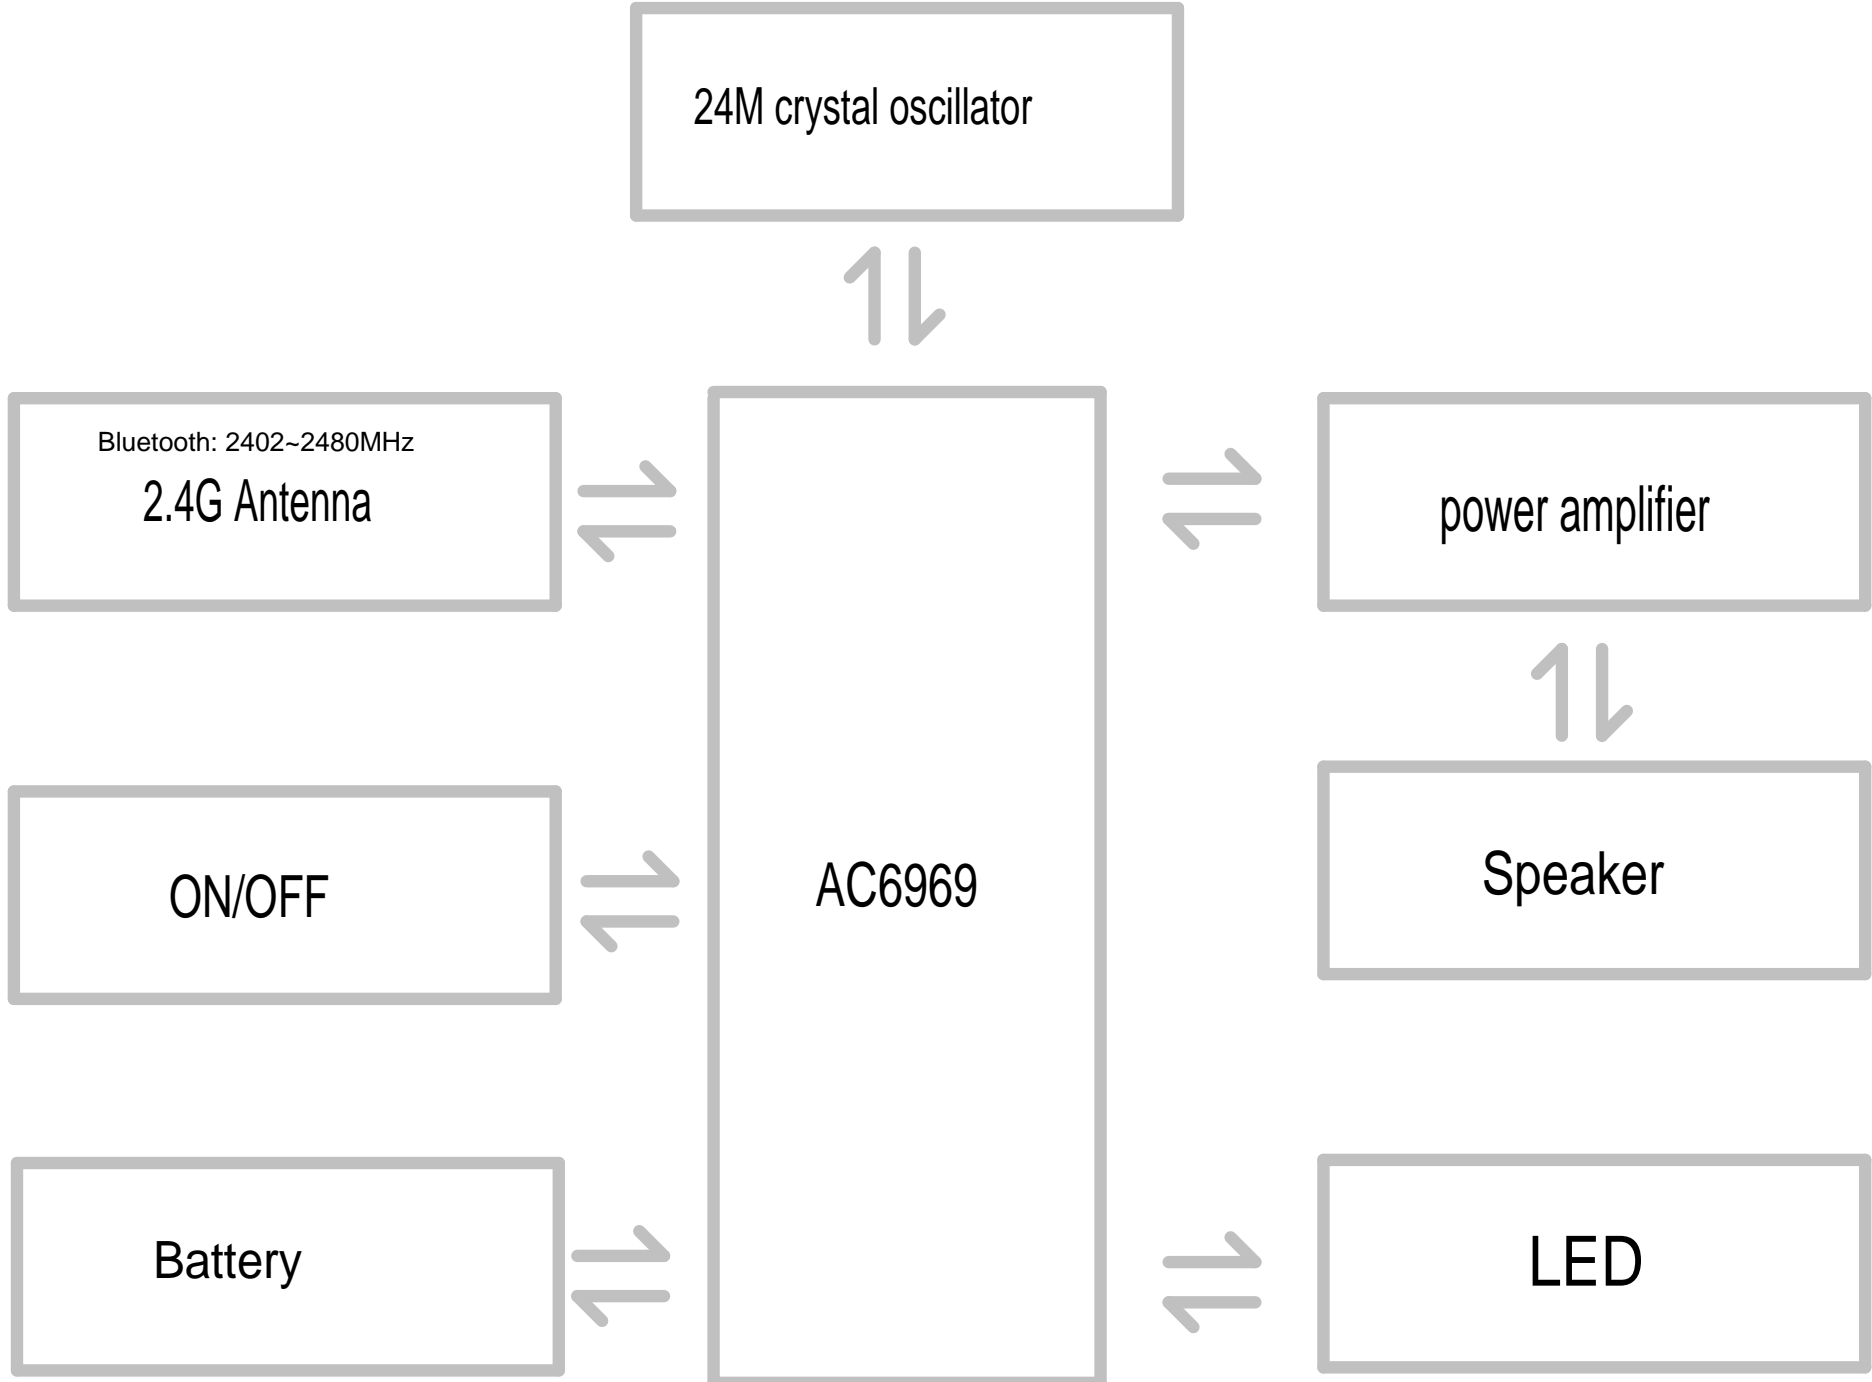 24M crystal oscillator
Bluetooth: 2402~2480MHz
2.4G Antenna
power amplifier
ON/OFF
AC6969
Speaker
Battery
LED